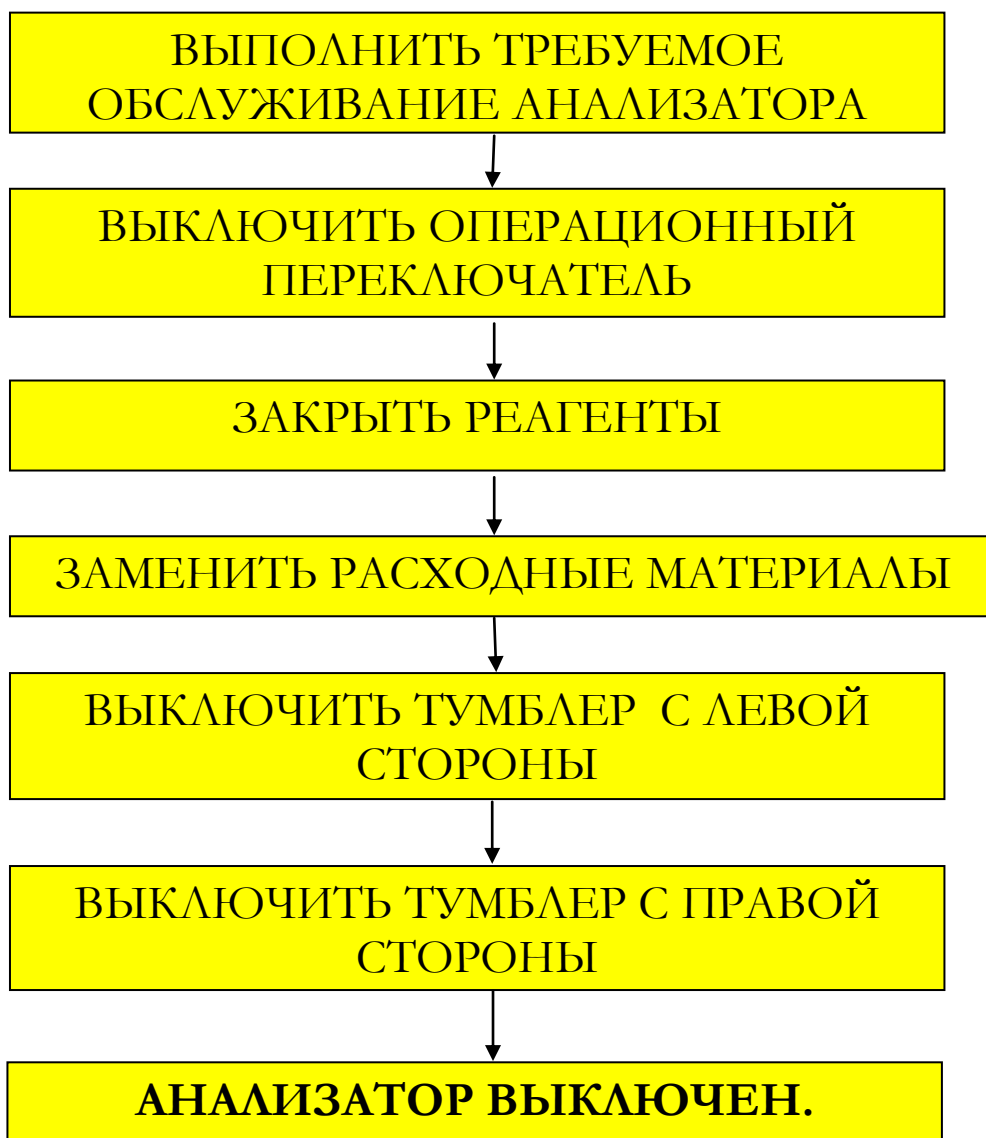 ВЫПОЛНИТЬ ТРЕБУЕМОЕ
ОБСЛУЖИВАНИЕ АНАЛИЗАТОРА
ВЫКЛЮЧИТЬ ОПЕРАЦИОННЫЙ
ПЕРЕКЛЮЧАТЕЛЬ
ЗАКРЫТЬ РЕАГЕНТЫ
ЗАМЕНИТЬ РАСХОДНЫЕ МАТЕРИАЛЫ
ВЫКЛЮЧИТЬ ТУМБЛЕР С ЛЕВОЙ
СТОРОНЫ
ВЫКЛЮЧИТЬ ТУМБЛЕР С ПРАВОЙ
СТОРОНЫ
АНАЛИЗАТОР ВЫКЛЮЧЕН.